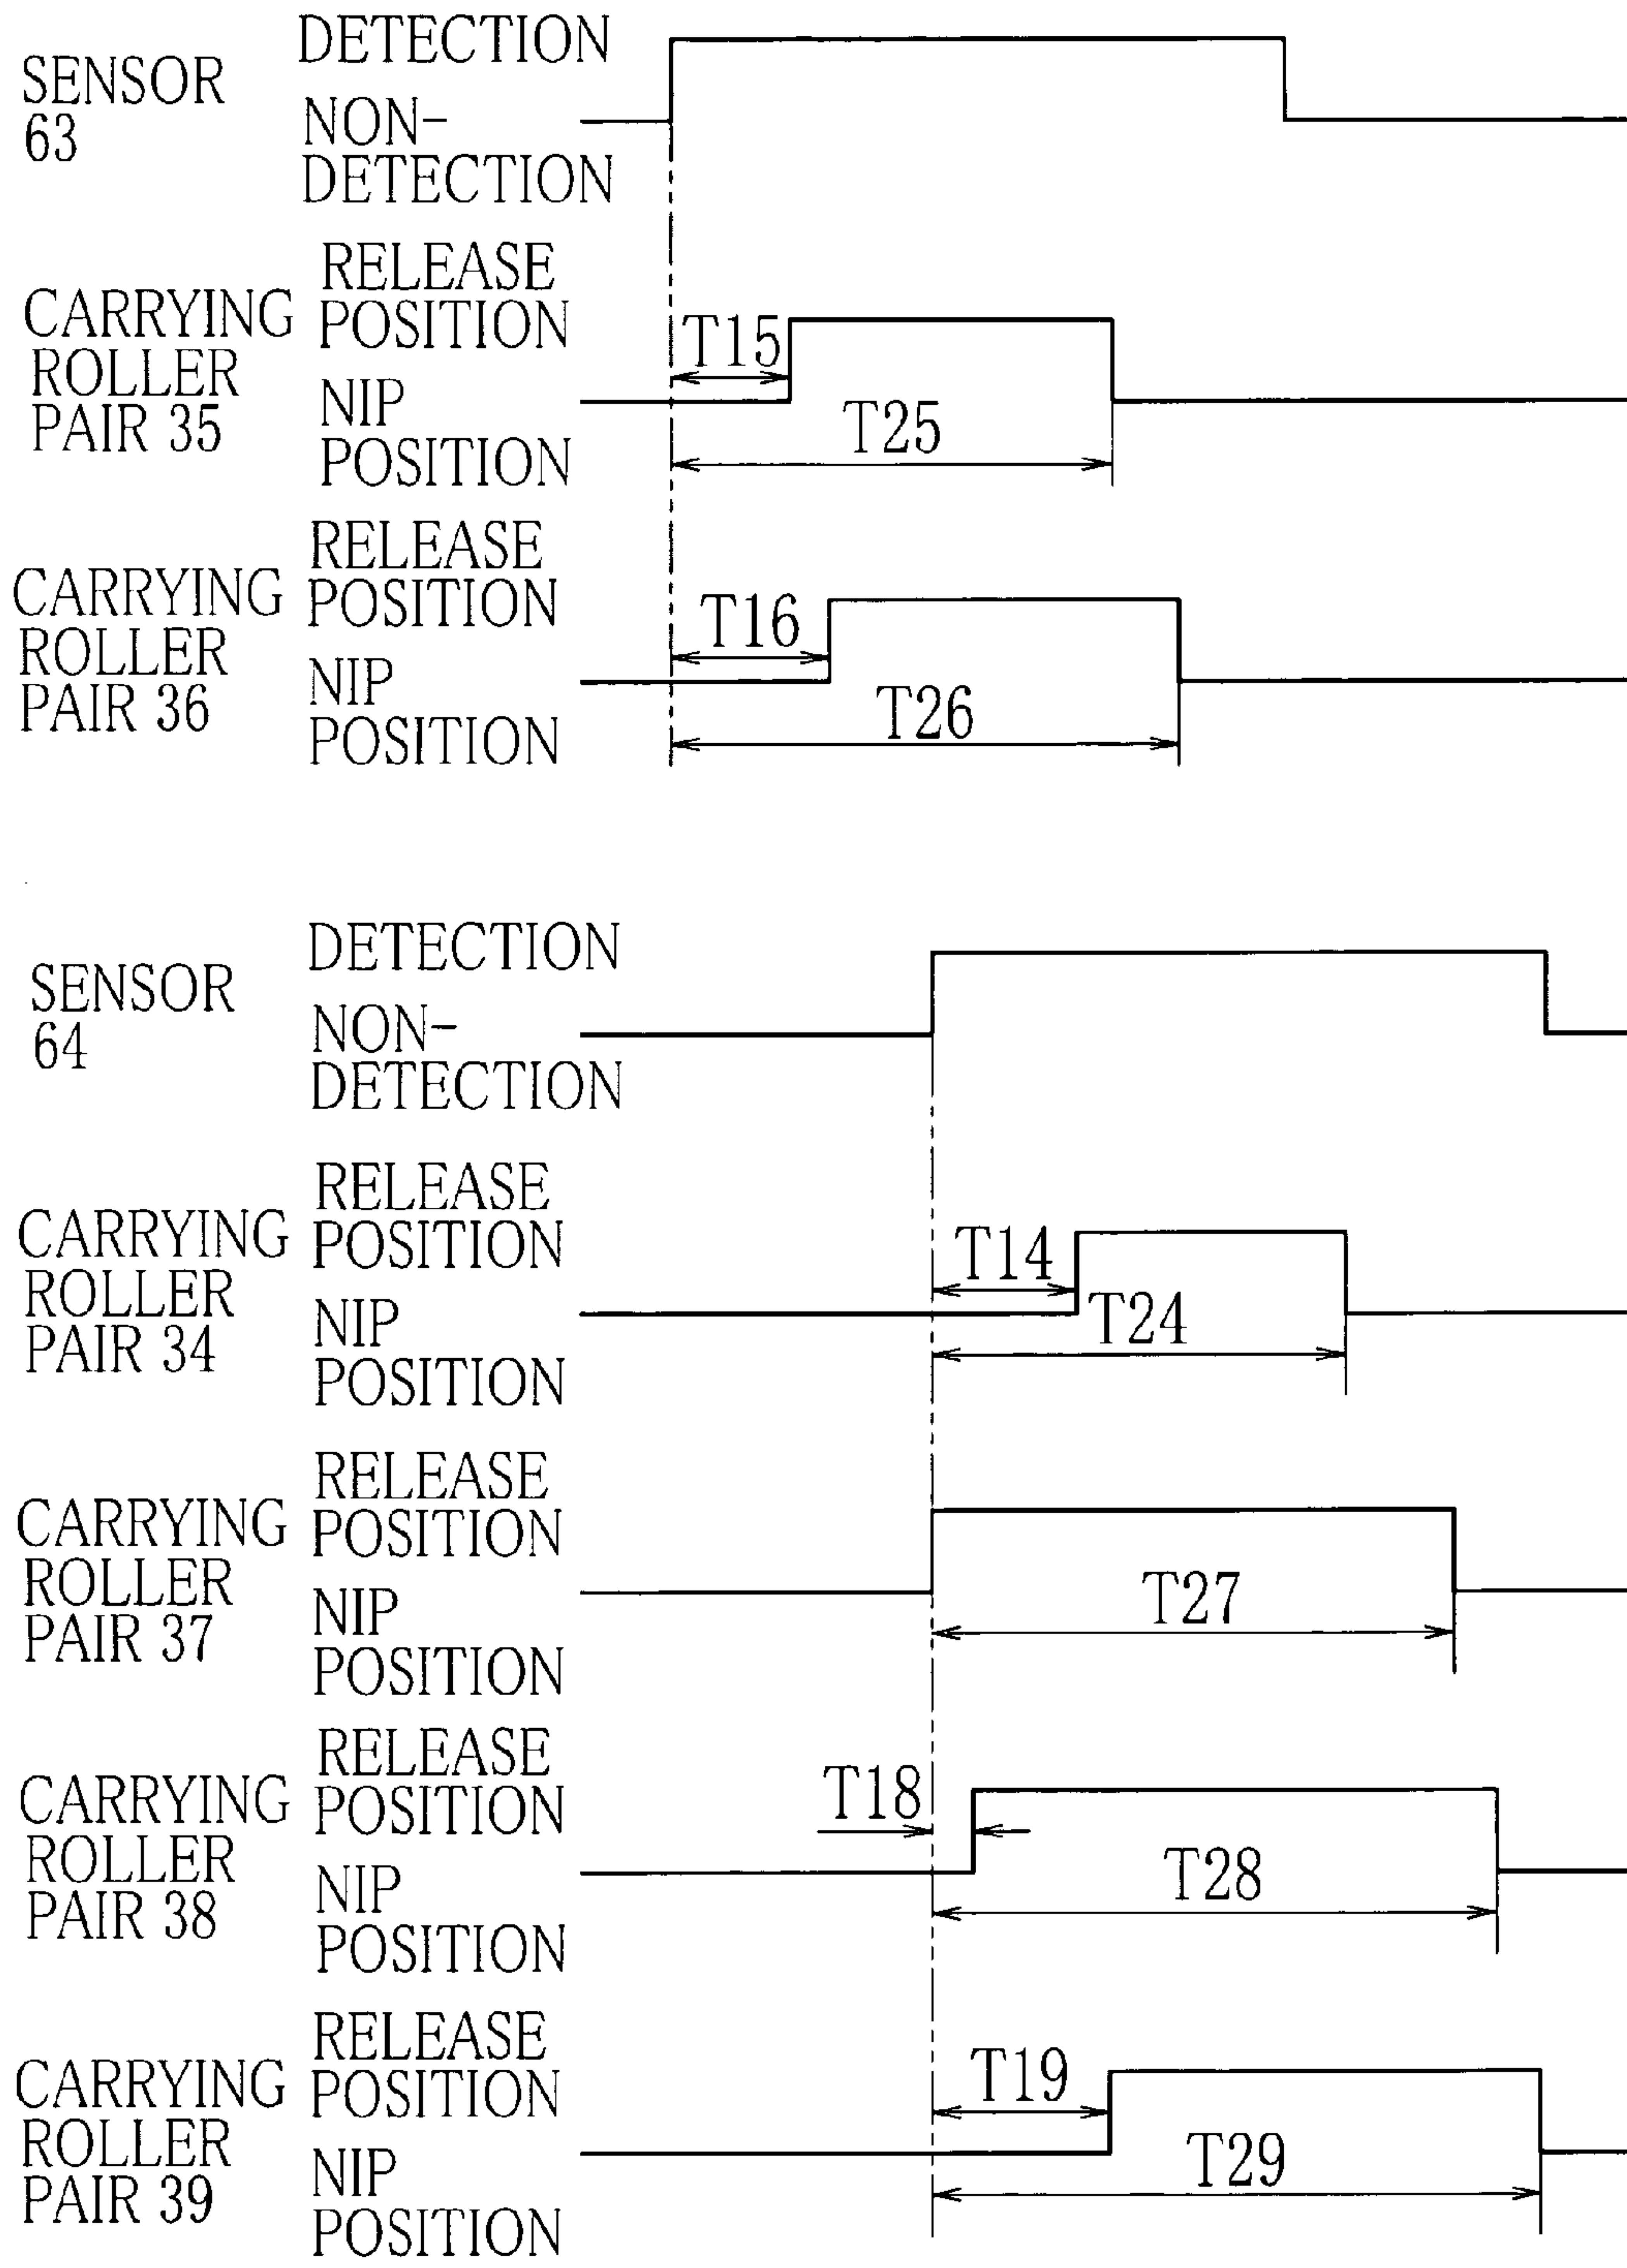 SENSOR
63
DETECTION
NON-
DETECTION
CARRYING
ROLLER
PAIR 35
RELEASE
POSITION
NIP
POSITION
T15
T25
CARRYING
ROLLER
PAIR 36
RELEASE
POSITION
NIP
POSITION
T16
T26
SENSOR
64
DETECTION
NON-
DETECTION
CARRYING
ROLLER
PAIR 34
RELEASE
POSITION
NIP
POSITION
T14
T24
CARRYING
ROLLER
PAIR 37
RELEASE
POSITION
NIP
POSITION
T27
CARRYING
ROLLER
PAIR 38
RELEASE
POSITION
NIP
POSITION
T18
T28
CARRYING
ROLLER
PAIR 39
RELEASE
POSITION
NIP
POSITION
T19
T29